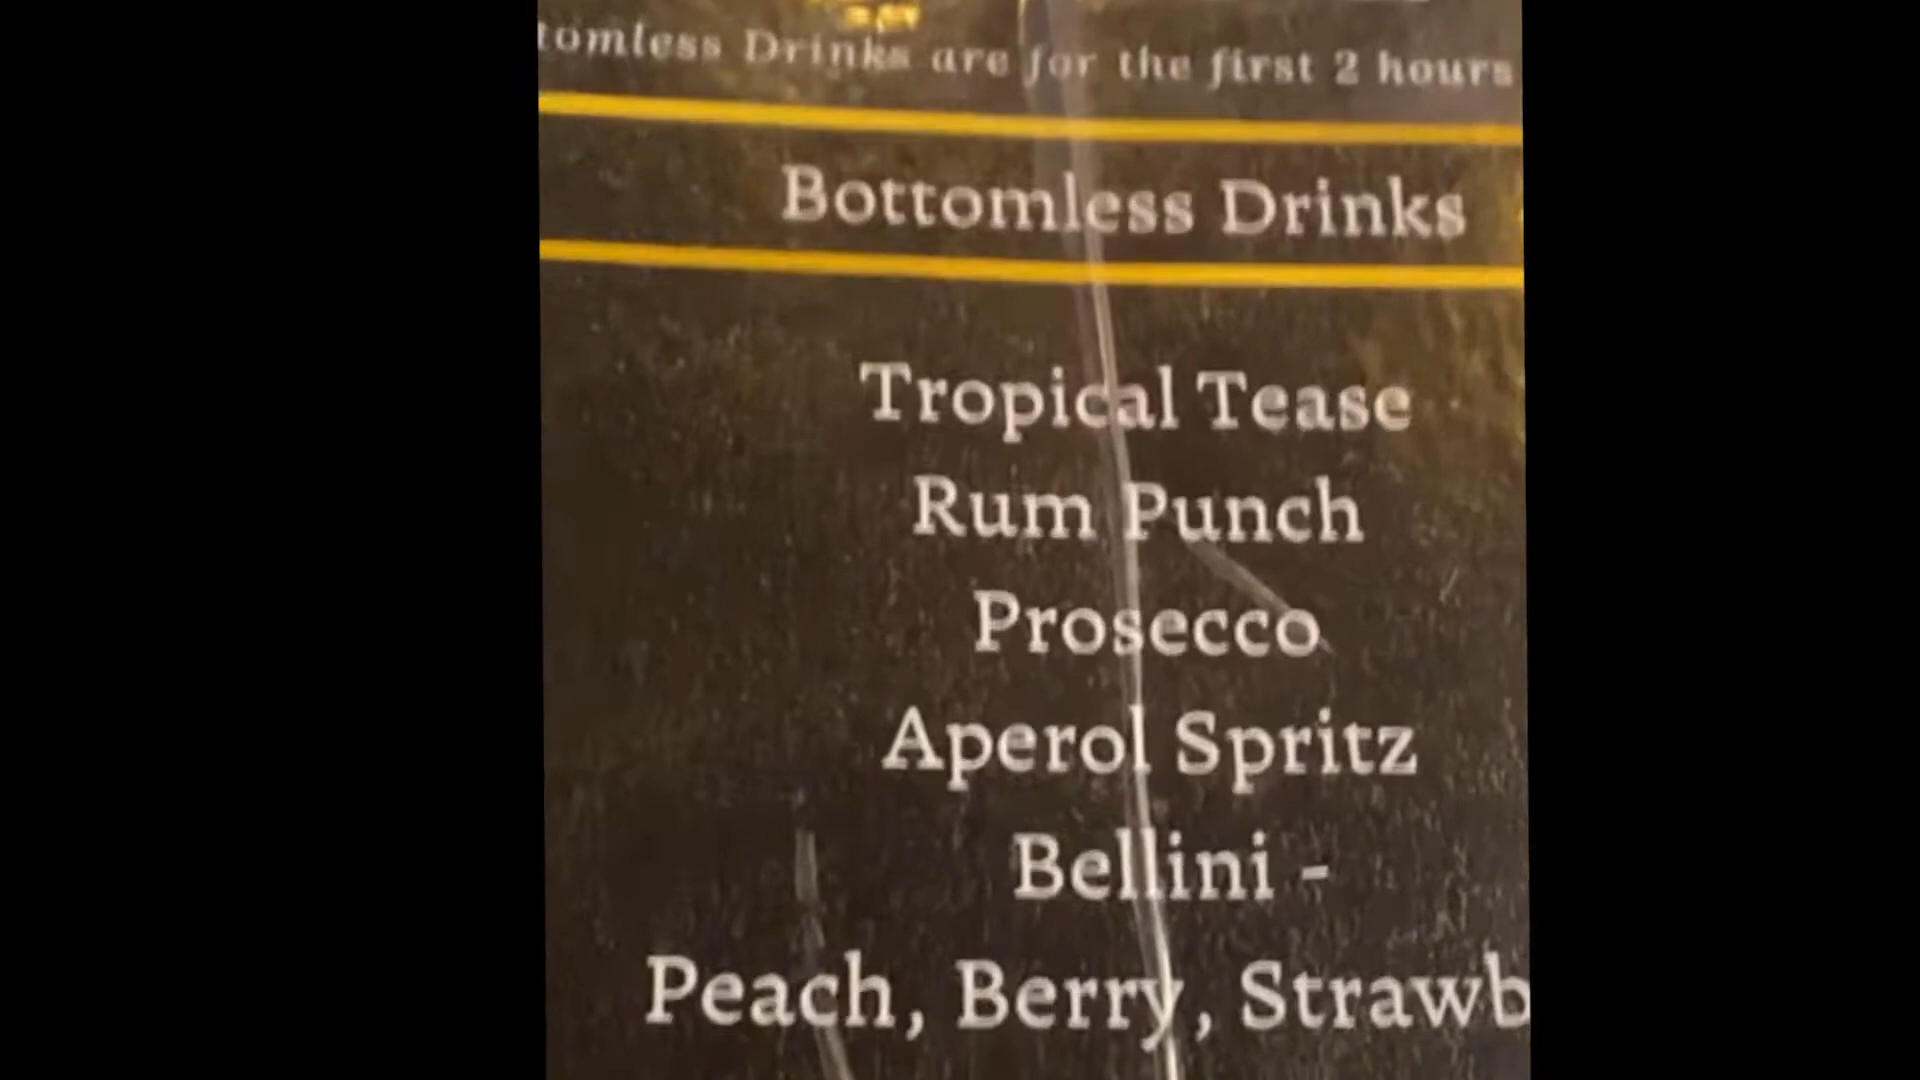 tomless Drinks are for the first 2 hours
Bottomless Drinks
Tropical Tease
Rum Punch
Prosecco
Aperol Spritz
Bellini -
Peach, Berry, Strawb